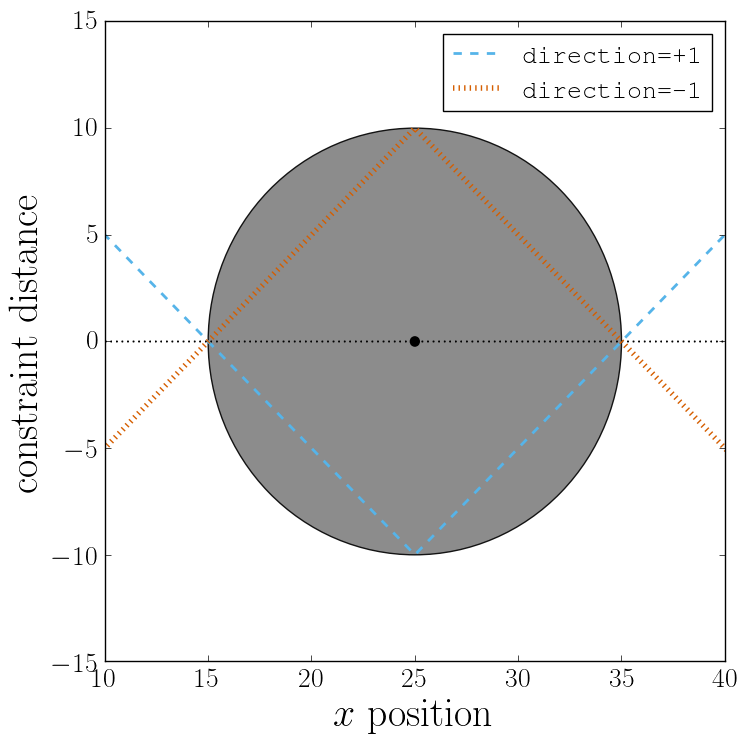 15
direction=+1
direction=-1
10
5
0
−5
−10
−15
10 15 20 25 30 35 40
constraint distance
x position